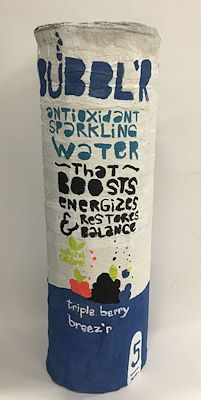 BUBBL'R
antioxidant
sparkling
water
~that~
BOOSTS
energizes
& restores
balance
triple berry
breez'r
5